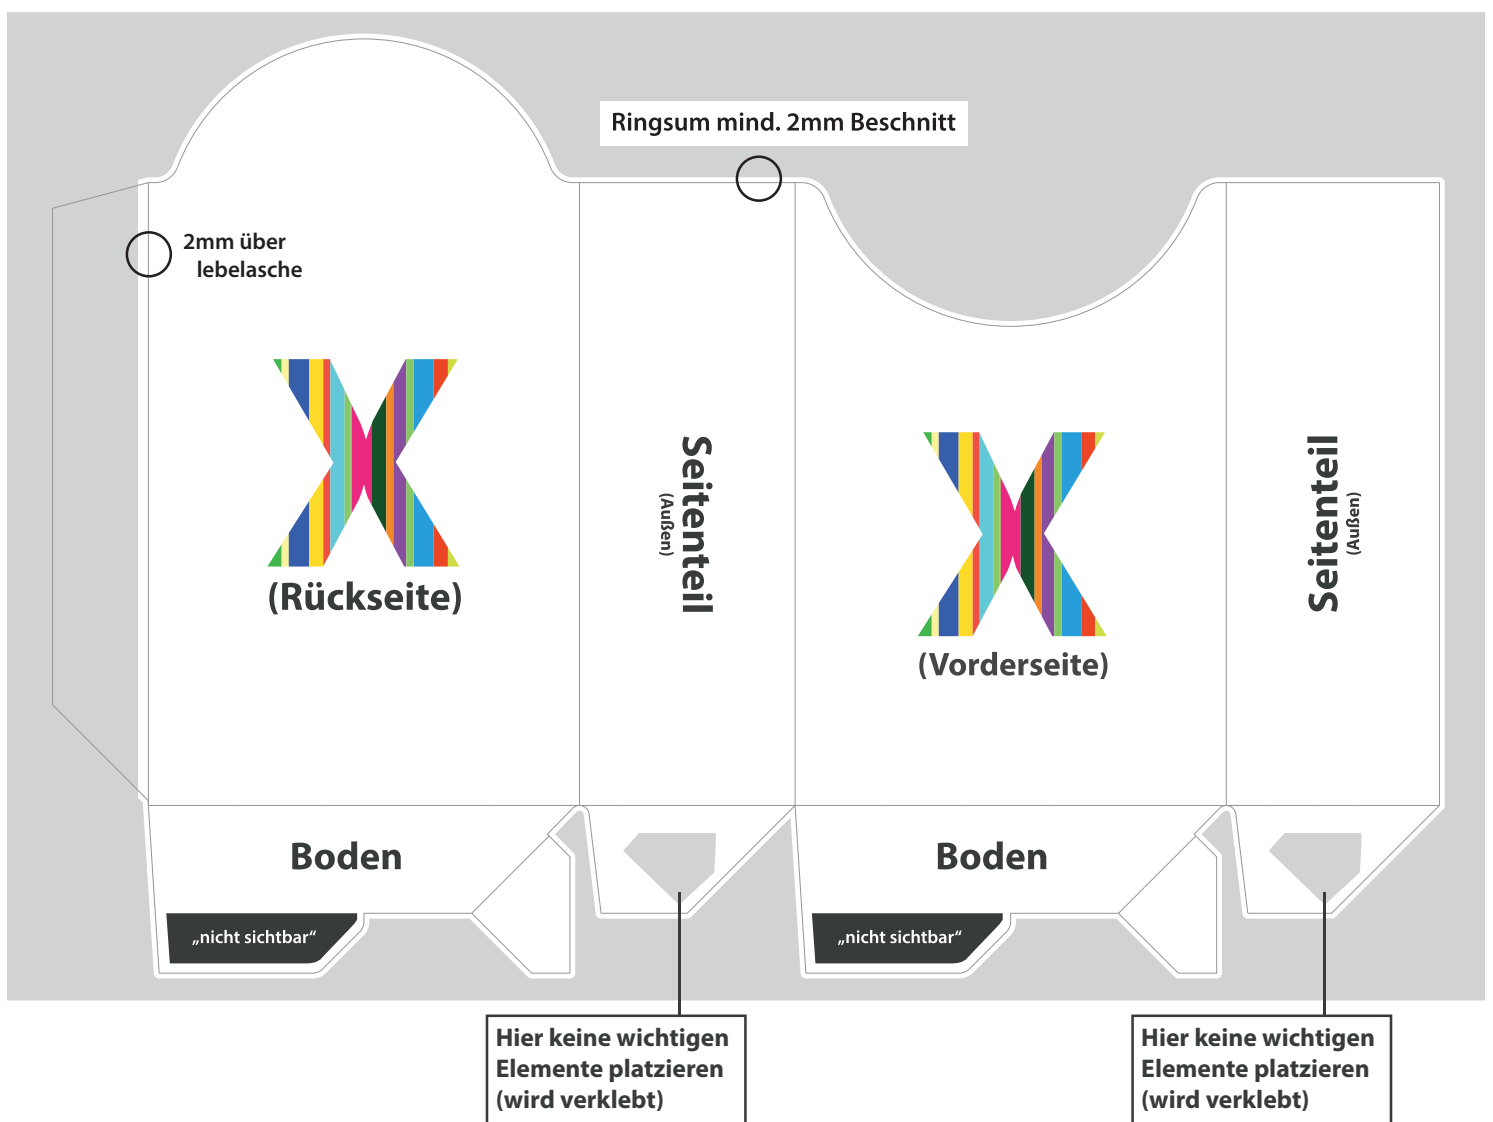 Ringsum mind. 2mm Beschnitt
2mm über
lebelasche
(Rückseite)
Seitenteil
(Außen)
(Vorderseite)
Seitenteil
(Außen)
Boden
„nicht sichtbar“
Boden
„nicht sichtbar“
Hier keine wichtigen
Elemente platzieren
(wird verklebt)
Hier keine wichtigen
Elemente platzieren
(wird verklebt)